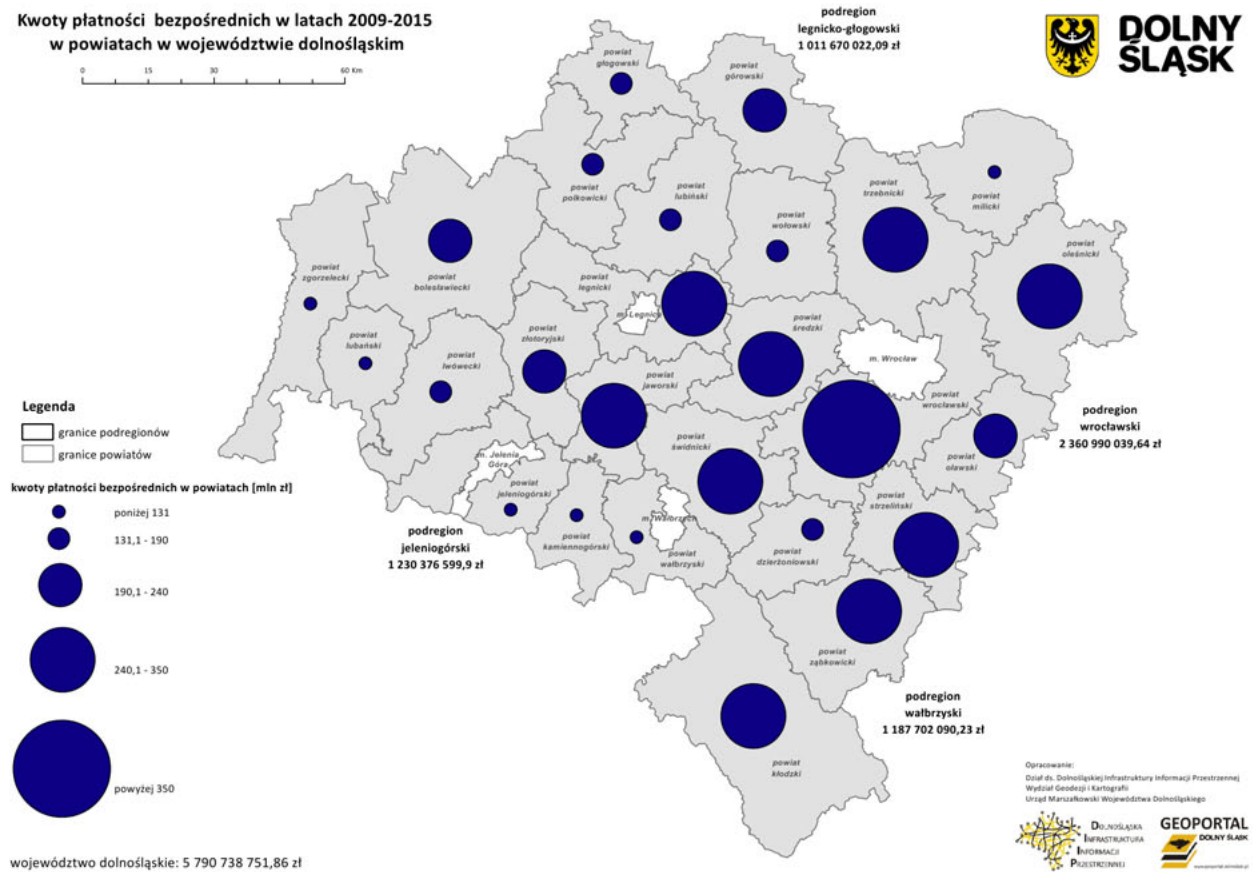 Kwoty płatności bezpośrednich w latach 2009-2015
w powiatach w województwie dolnośląskim
0 15 30 60 Km
podregion
legnicko-głogowski
1 011 670 022,09 zł
DOLNY
ŚLĄSK
powiat
głogowski
powiat
górowski
powiat
polkowicki
powiat
lubiński
powiat
wołowski
powiat
trzebnicki
powiat
milicki
powiat
oleśnicki
powiat
zgorzelecki
powiat
bolesławiecki
powiat
legnicki
m. Legnica
powiat
średzki
m. Wrocław
powiat
lubański
powiat
lwówecki
powiat
złotoryjski
powiat
jaworski
powiat
wrocławski
powiat
świdnicki
powiat
oławski
m. Jelenia
Góra
powiat
jeleniogórski
powiat
kamiennogórski
m. Wałbrzych
powiat
wałbrzyski
powiat
dzierżoniowski
powiat
strzeliński
powiat
ząbkowicki
powiat
kłodzki
podregion
wrocławski
2 360 990 039,64 zł
podregion
jeleniogórski
1 230 376 599,9 zł
podregion
wałbrzyski
1 187 702 090,23 zł
Legenda
granice podregionów
granice powiatów
kwoty płatności bezpośrednich w powiatach [mln zł]
poniżej 131
131,1 - 190
190,1 - 240
240,1 - 350
powyżej 350
województwo dolnośląskie: 5 790 738 751,86 zł
Opracowanie:
Dział ds. Dolnośląskiej Infrastruktury Informacji Przestrzennej
Wydział Geodezji i Kartografii
Urząd Marszałkowski Województwa Dolnośląskiego
DOLNOŚLĄSKA
INFRASTRUKTURA
INFORMACJI
PRZESTRZENNEJ
GEOPORTAL
DOLNY ŚLĄSK